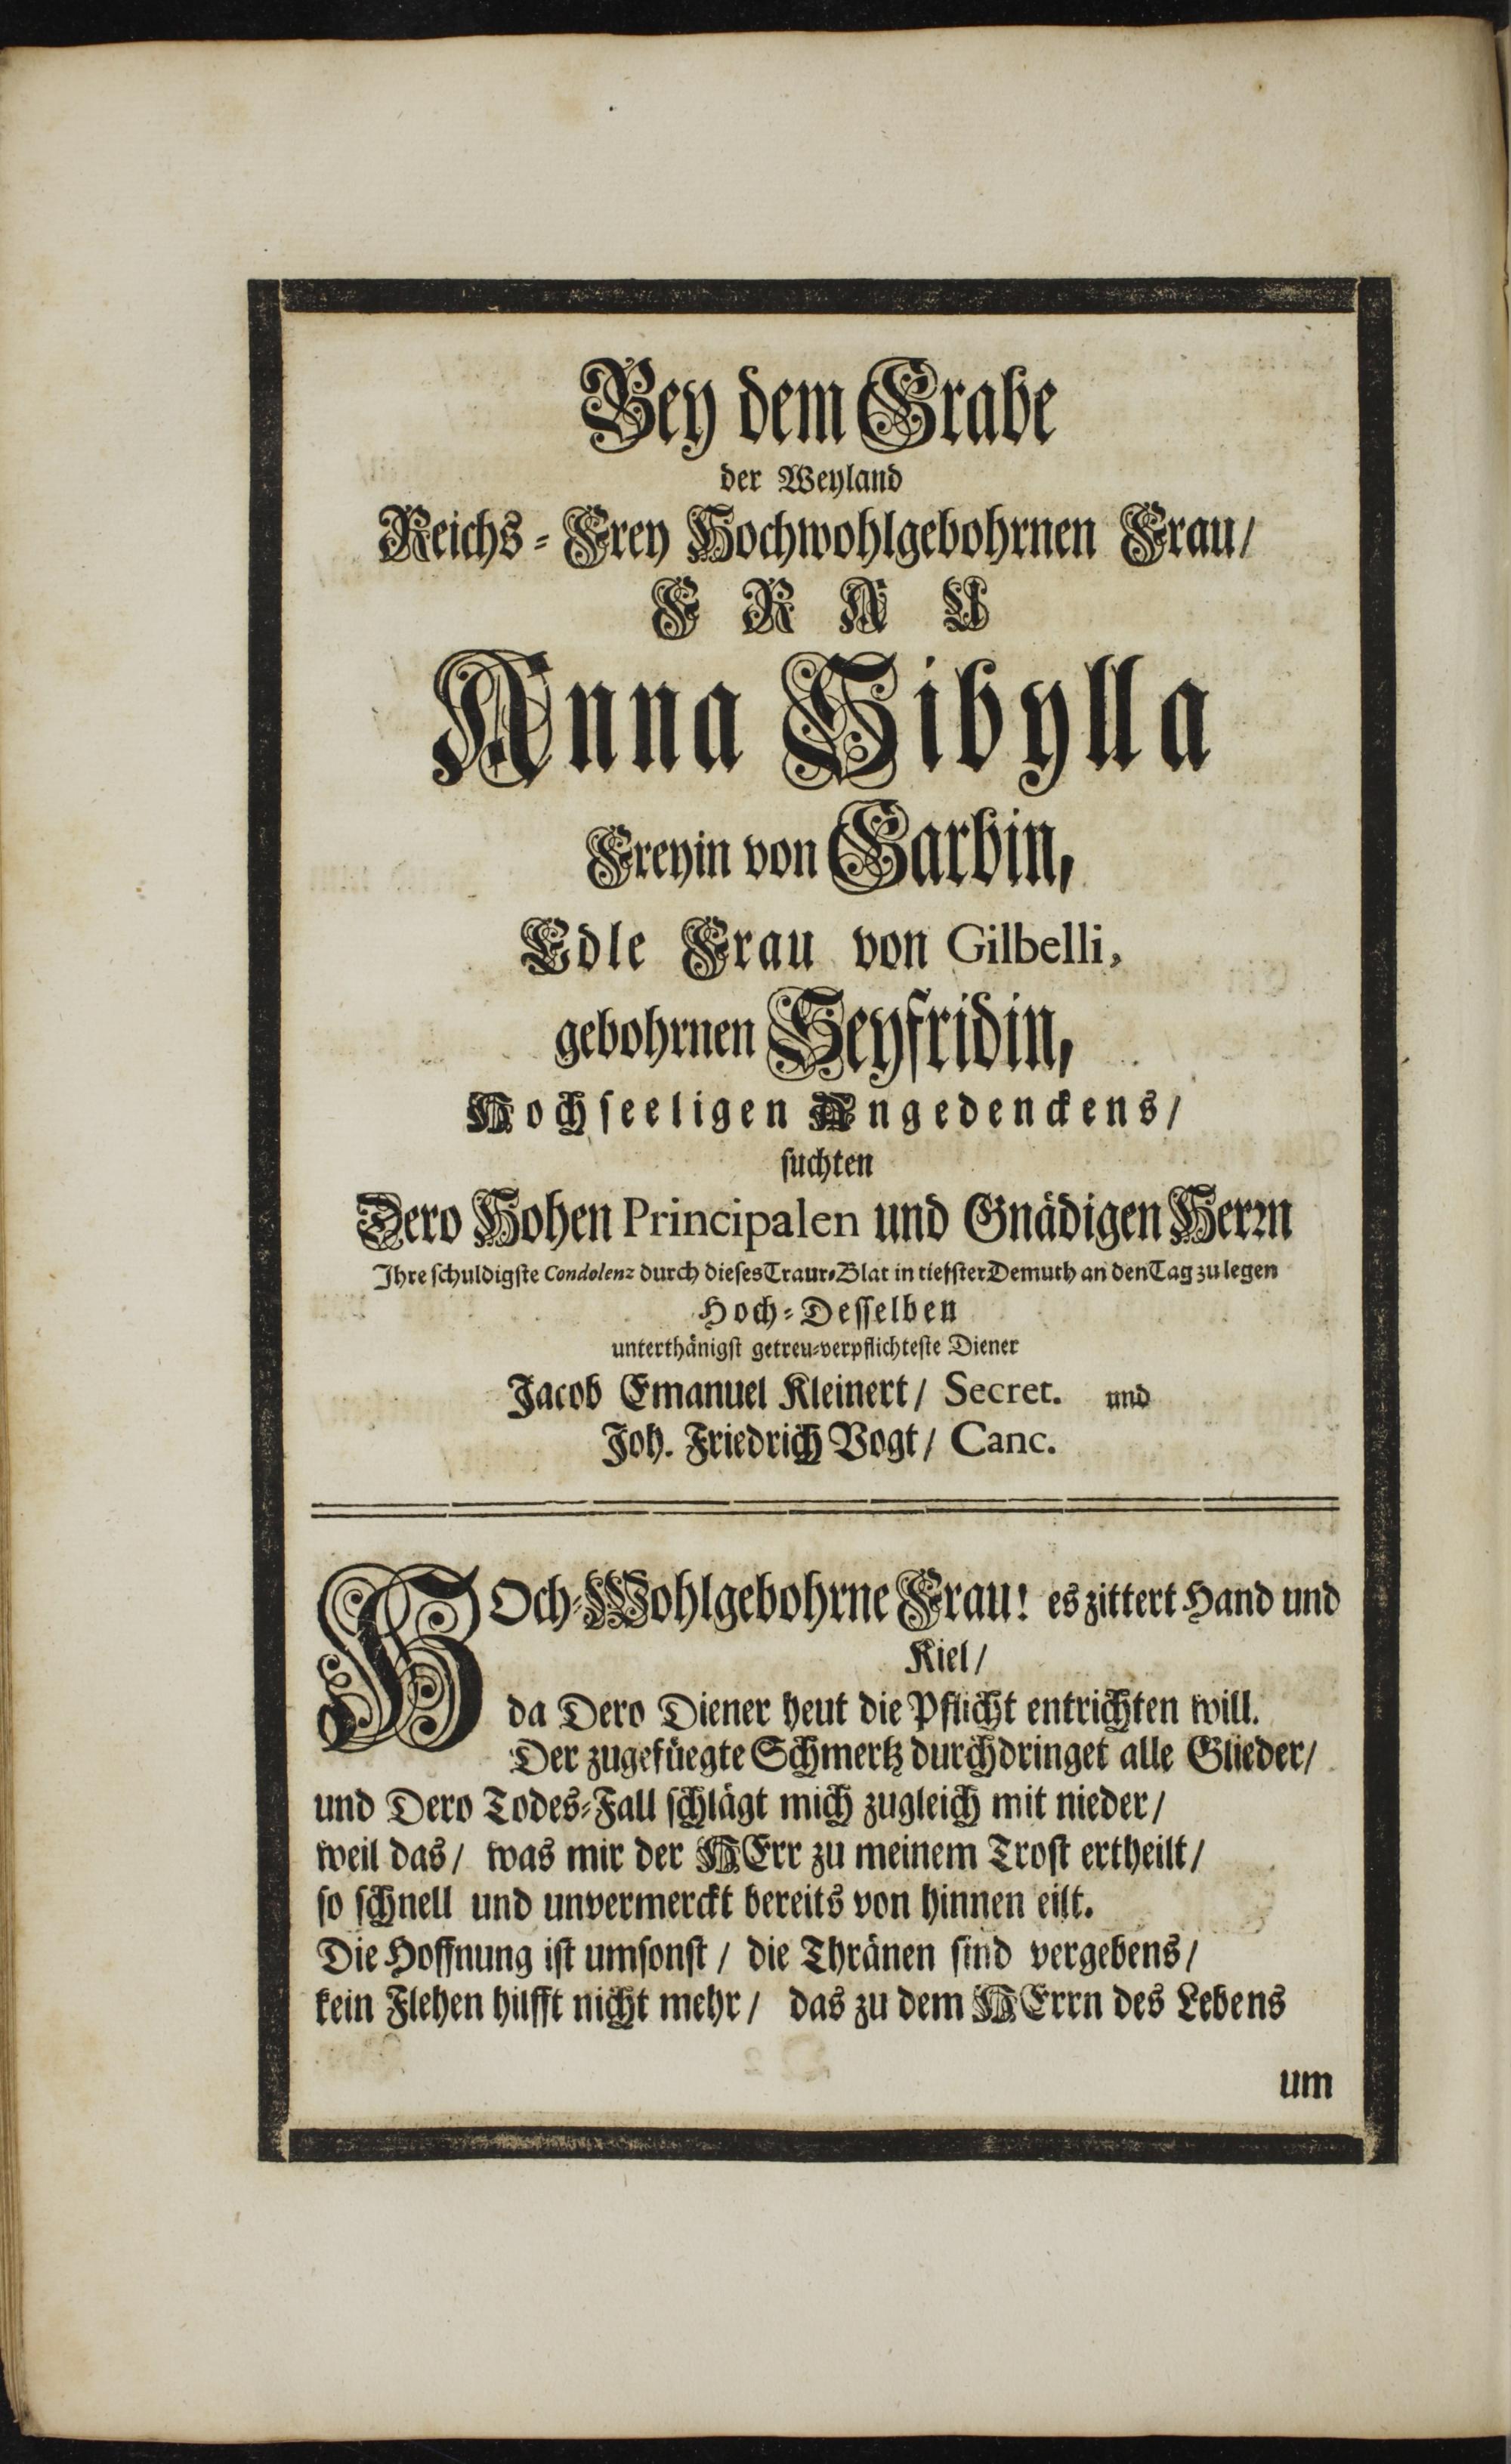 Bey dem Grabe
der Weyland
Reichs-Frey Hochwohlgebohrnen Frau/
FRAU
Anna Sibylla
Freyin von Garbin,
Edle Frau von Gilbelli,
gebohrnen Seyfridin,
Hochseeligen Angedenckens/
suchten
Dero Hohen Principalen und Gnädigen Herrn
Ihre schuldigste Condolenz durch dieses Traur-Blat in tiefster Demuth an den Tag zu legen
Hoch-Desselben
unterthänigst getreu-verpflichteste Diener
Jacob Emanuel Kleinert/ Secret. und
Joh. Friedrich Vogt/ Canc.
HOch-Wohlgebohrne Frau! es zittert Hand und
Kiel/
da Dero Diener heut die Pflicht entrichten will.
Der zugefüegte Schmertz durchdringet alle Glieder/
und Dero Todes-Fall schlägt mich zugleich mit nieder/
weil das/ was mir der HErr zu meinem Trost ertheilt/
so schnell und unvermerckt bereits von hinnen eilt.
Die Hoffnung ist umsonst/ die Thränen sind vergebens/
kein Flehen hilfft nicht mehr/ das zu dem HErrn des Lebens
um